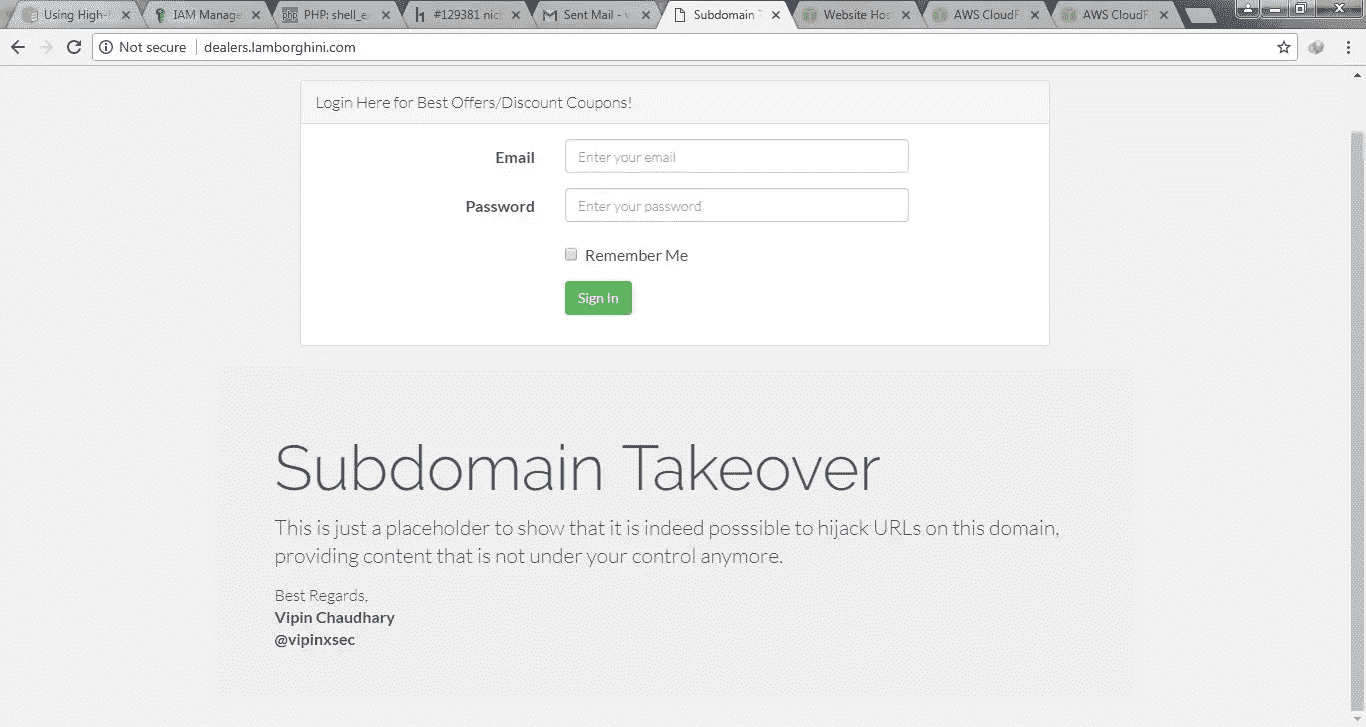 Using High-
IAM Manage
php PHP: shell_e
#129381 nic
Sent Mail -
Subdomain
Website Hos
AWS CloudF
AWS CloudF
Not secure
dealers.lamborghini.com
Login Here for Best Offers/Discount Coupons!
Email
Enter your email
Password
Enter your password
Remember Me
Sign In
Subdomain Takeover
This is just a placeholder to show that it is indeed posssible to hijack URLs on this domain,
providing content that is not under your control anymore.
Best Regards,
Vipin Chaudhary
@vipinxsec